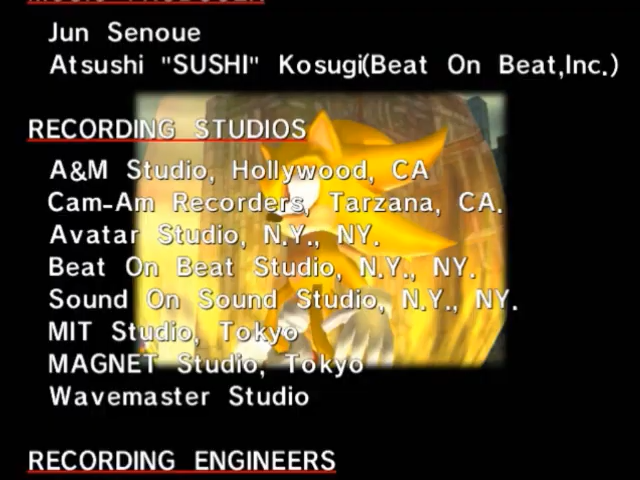 MUSIC PRODUCER
Jun Senoue
Atsushi "SUSHI" Kosugi(Beat On Beat,Inc.)
RECORDING STUDIOS
A&M Studio, Hollywood, CA
Cam-Am Recorders, Tarzana, CA.
Avatar Studio, N.Y., NY.
Beat On Beat Studio, N.Y., NY.
Sound On Sound Studio, N.Y., NY.
MIT Studio, Tokyo
MAGNET Studio, Tokyo
Wavemaster Studio
RECORDING ENGINEERS